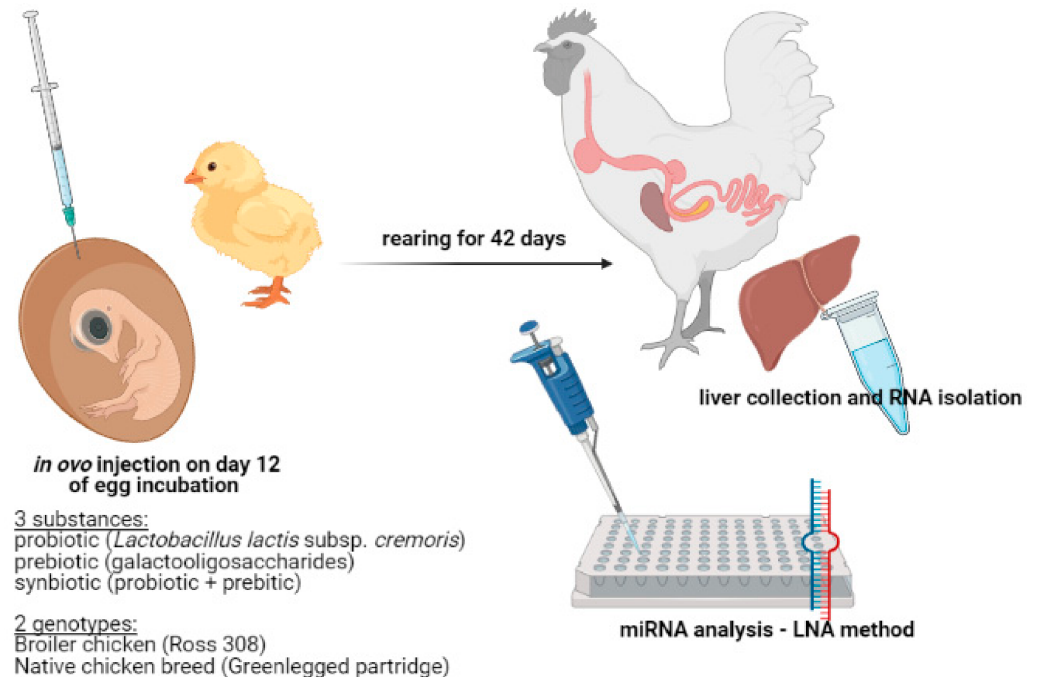 rearing for 42 days
liver collection and RNA isolation
in ovo injection on day 12
of egg incubation
3 substances:
probiotic (Lactobacillus lactis subsp. cremoris)
prebiotic (galactooligosaccharides)
synbiotic (probiotic + prebitic)
2 genotypes:
Broiler chicken (Ross 308)
Native chicken breed (Greenlegged partridge)
miRNA analysis - LNA method